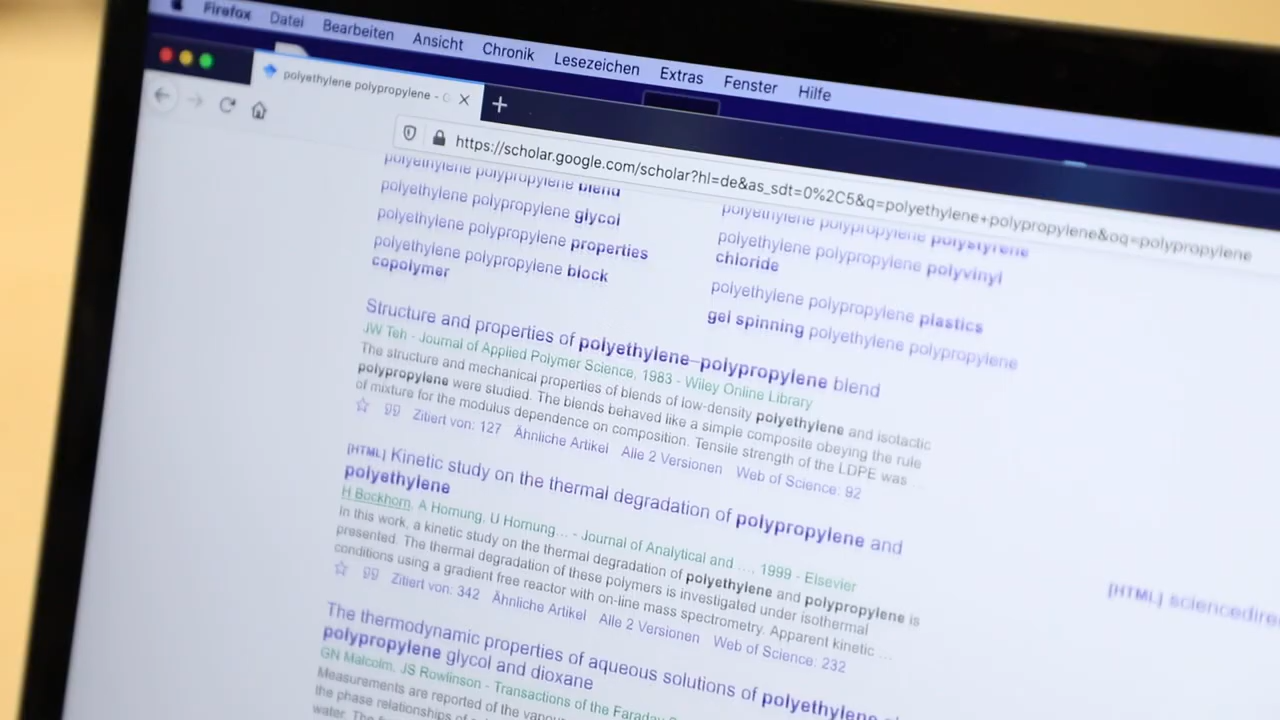 Firefox Datei Bearbeiten Ansicht Chronik Lesezeichen Extras Fenster Hilfe
polyethylene polypropylene -
https://scholar.google.com/scholar?hl=de&as_sdt=0%2C5&q=polyethylene+polypropylene&oq=polypropylene
polyethylene polypropylene blend
polyethylene polypropylene glycol
polyethylene polypropylene properties
polyethylene polypropylene block
copolymer
polyethylene polypropylene polystyrene
polyethylene polypropylene polyvinyl
chloride
polyethylene polypropylene plastics
gel spinning polyethylene polypropylene
Structure and properties of polyethylene–polypropylene blend
JW Teh - Journal of Applied Polymer Science, 1983 - Wiley Online Library
The structure and mechanical properties of blends of low-density polyethylene and isotactic
polypropylene were studied. The blends behaved like a simple composite obeying the rule
of mixture for the modulus dependence on composition. Tensile strength of the LDPE was
Zitiert von: 127 Ähnliche Artikel Alle 2 Versionen Web of Science: 92
[HTML] Kinetic study on the thermal degradation of polypropylene and
polyethylene
H Bockhorn, A Hornung, U Hornung… - Journal of Analytical and …, 1999 - Elsevier
In this work, a kinetic study on the thermal degradation of polyethylene and polypropylene is
presented. The thermal degradation of these polymers is investigated under isothermal
conditions using a gradient free reactor with on-line mass spectrometry. Apparent kinetic …
Zitiert von: 342 Ähnliche Artikel Alle 2 Versionen Web of Science: 232
[HTML] sciencedire
The thermodynamic properties of aqueous solutions of polyethylene
polypropylene glycol and dioxane
GN Malcolm, JS Rowlinson - Transactions of the Faraday
Measurements are reported of the
the phase relationships of
water. The